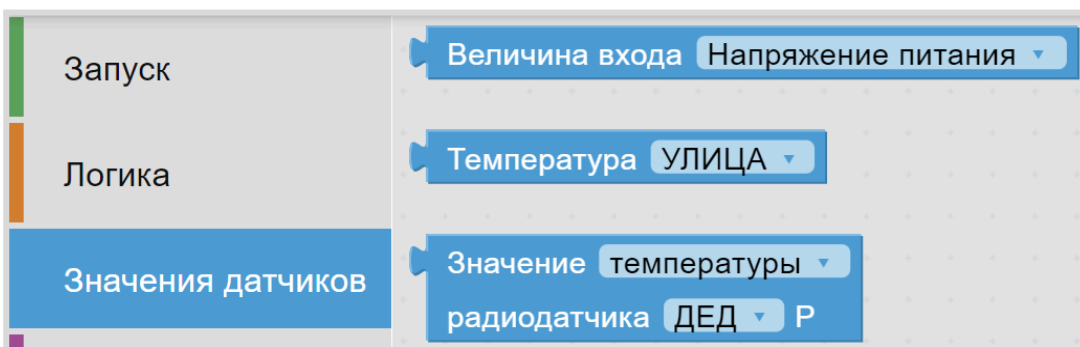 Запуск
Логика
Значения датчиков
Величина входа Напряжение питания
Температура УЛИЦА
Значение температуры
радиодатчика ДЕД Р